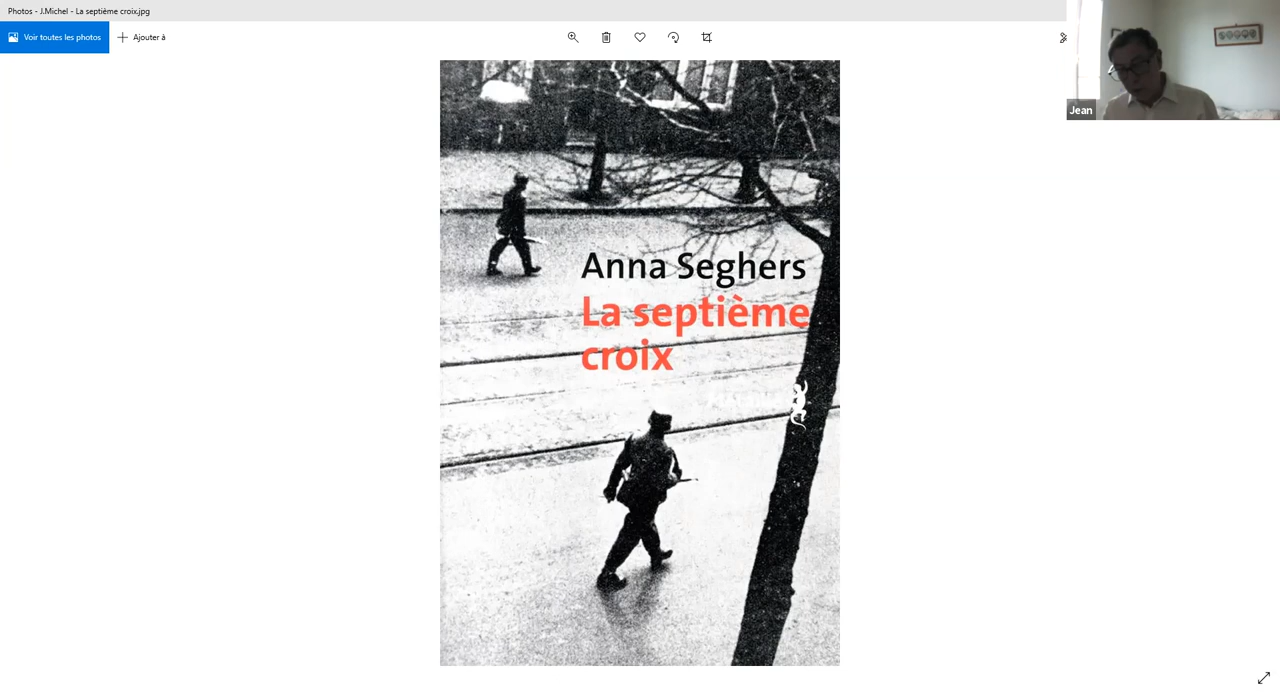 Photos - J.Michel - La septième croix.jpg
Voir toutes les photos
Ajouter à
Jean
Anna Seghers
La septième
croix